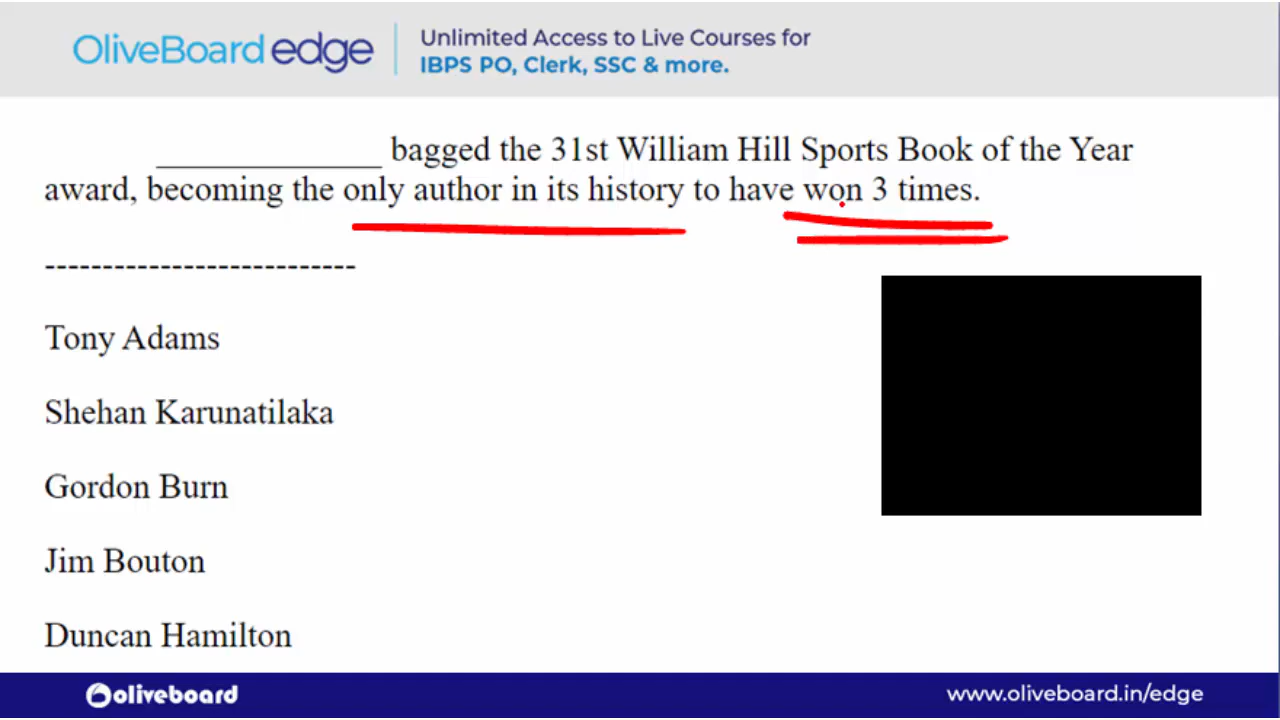 OliveBoard edge
Unlimited Access to Live Courses for
IBPS PO, Clerk, SSC & more.
_____________ bagged the 31st William Hill Sports Book of the Year
award, becoming the only author in its history to have won 3 times.
---------------------------
Tony Adams
Shehan Karunatilaka
Gordon Burn
Jim Bouton
Duncan Hamilton
oliveboard
www.oliveboard.in/edge